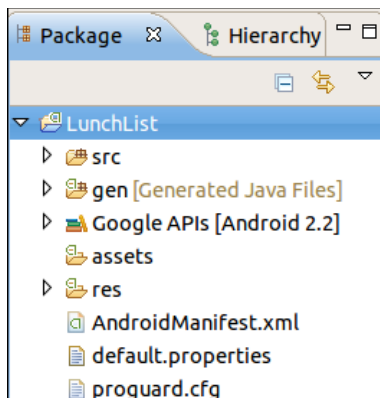 Package Hierarchy
LunchList
src
gen [Generated Java Files]
Google APIs [Android 2.2]
assets
res
AndroidManifest.xml
default.properties
proguard.cfg